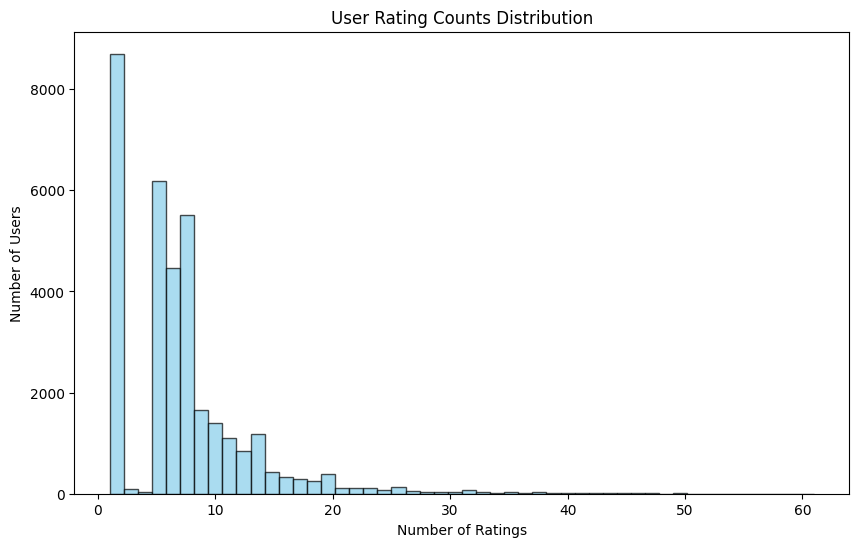 User Rating Counts Distribution
Number of Users
8000
6000
4000
2000
0
0 10 20 30 40 50 60
Number of Ratings